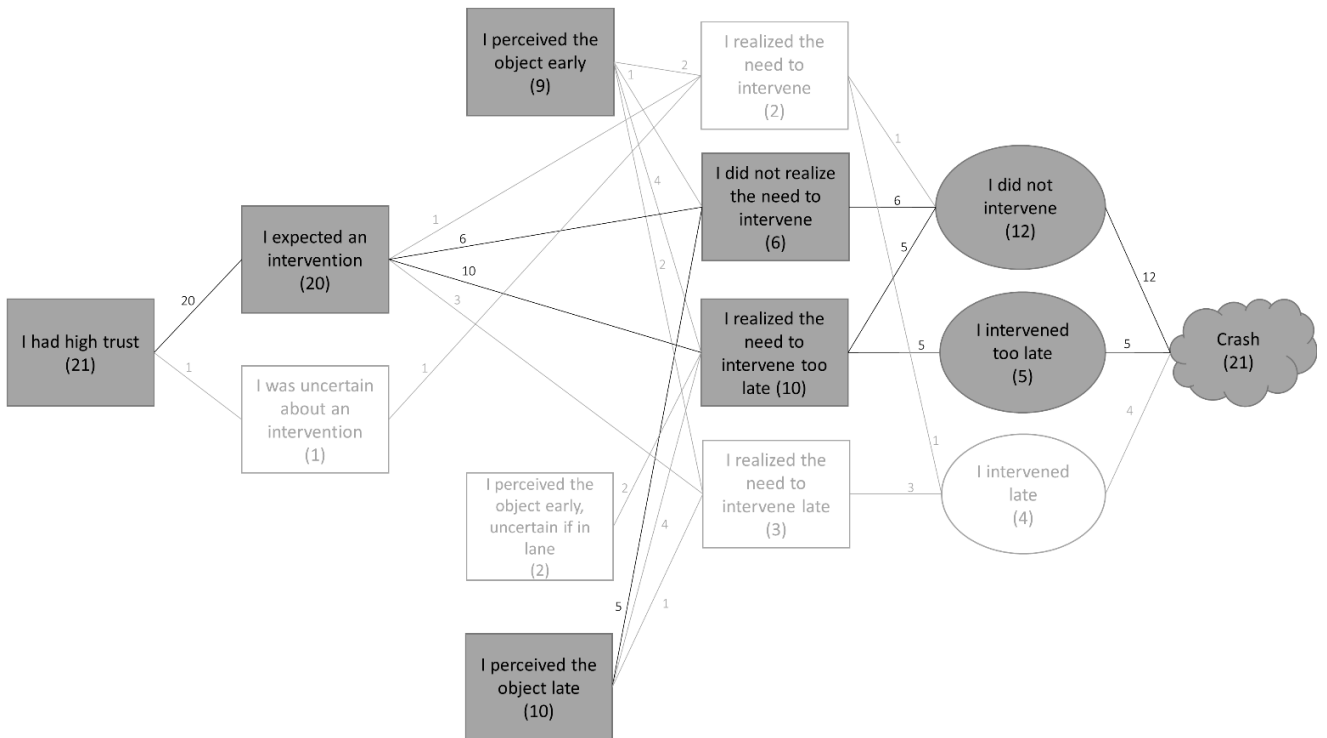 I had high trust
(21)
20
1
I expected an
intervention
(20)
I was uncertain
about an
intervention
(1)
1
6
10
3
1
I perceived the
object early
(9)
1
2
4
2
I perceived the
object early,
uncertain if in
lane
(2)
2
I perceived the
object late
(10)
5
4
1
I realized the
need to
intervene
(2)
I did not realize
the need to
intervene
(6)
I realized the
need to
intervene too
late (10)
I realized the
need to
intervene late
(3)
1
6
5
5
1
3
I did not
intervene
(12)
I intervened
too late
(5)
I intervened
late
(4)
12
5
4
Crash
(21)